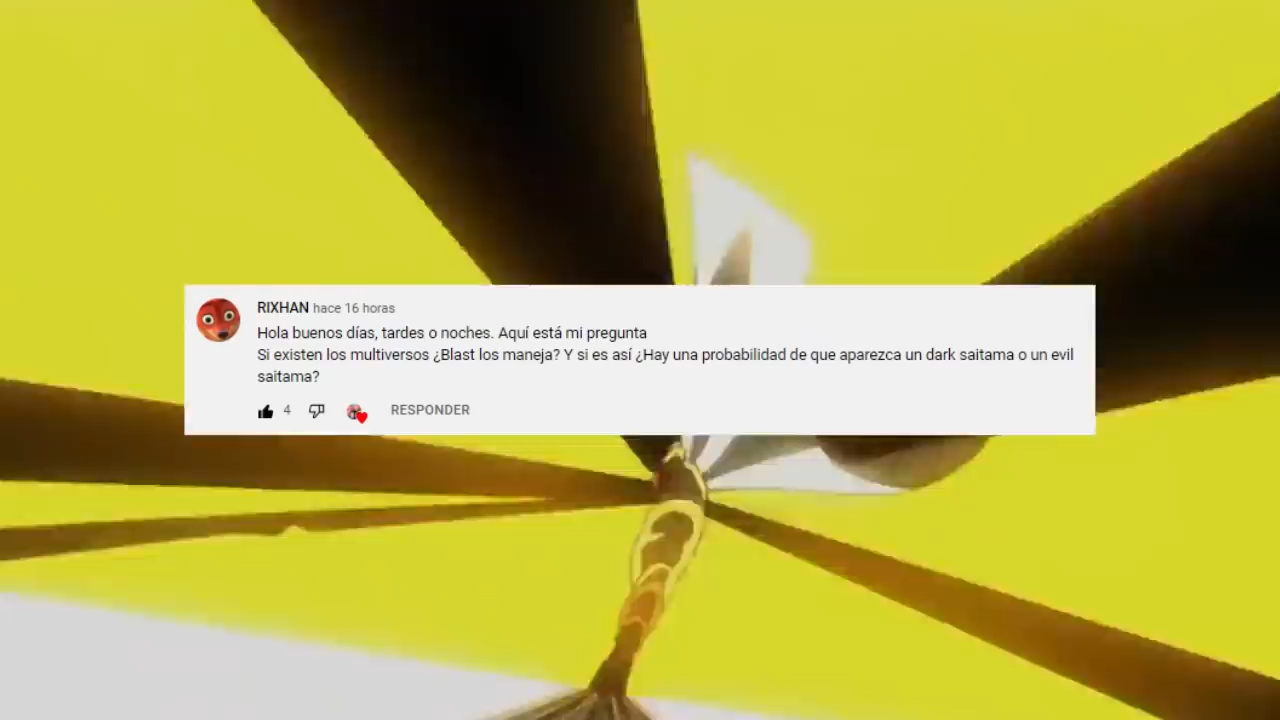 RIXHAN hace 16 horas
Hola buenos días, tardes o noches. Aquí está mi pregunta
Si existen los multiversos ¿Blast los maneja? Y si es así ¿Hay una probabilidad de que aparezca un dark saitama o un evil
saitama?
4 RESPONDER